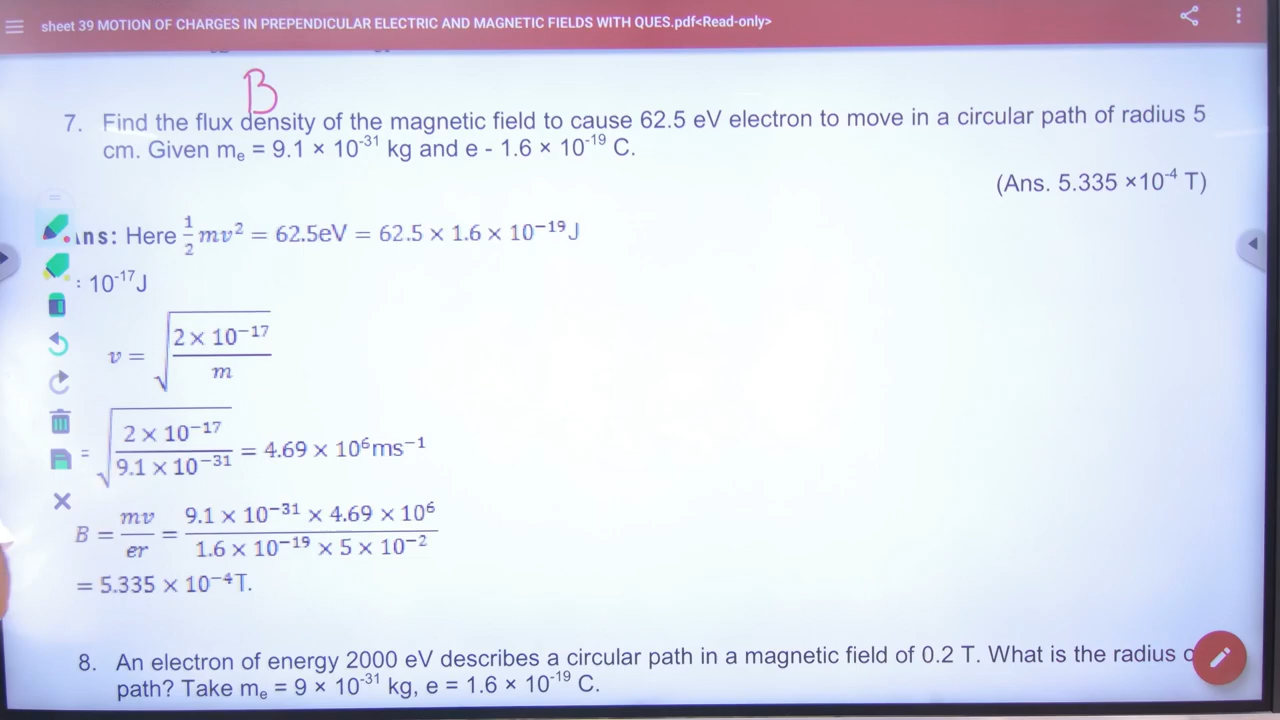 sheet 39 MOTION OF CHARGES IN PREPENDICULAR ELECTRIC AND MAGNETIC FIELDS WITH QUES.pdf<Read-only>
B
7. Find the flux density of the magnetic field to cause 62.5 eV electron to move in a circular path of radius 5
cm. Given mₑ = 9.1 × 10⁻³¹ kg and e - 1.6 × 10⁻¹⁹ C.
(Ans. 5.335 ×10⁻⁴ T)
ns: Here 1/2 mv² = 62.5eV = 62.5 × 1.6 × 10⁻¹⁹J
: 10⁻¹⁷J
v = √(2 × 10⁻¹⁷ / m)
= √(2 × 10⁻¹⁷ / 9.1 × 10⁻³¹) = 4.69 × 10⁶ms⁻¹
B = mv/er = 9.1 × 10⁻³¹ × 4.69 × 10⁶ / 1.6 × 10⁻¹⁹ × 5 × 10⁻²
= 5.335 × 10⁻⁴T.
8. An electron of energy 2000 eV describes a circular path in a magnetic field of 0.2 T. What is the radius
path? Take mₑ = 9 × 10⁻³¹ kg, e = 1.6 × 10⁻¹⁹ C.